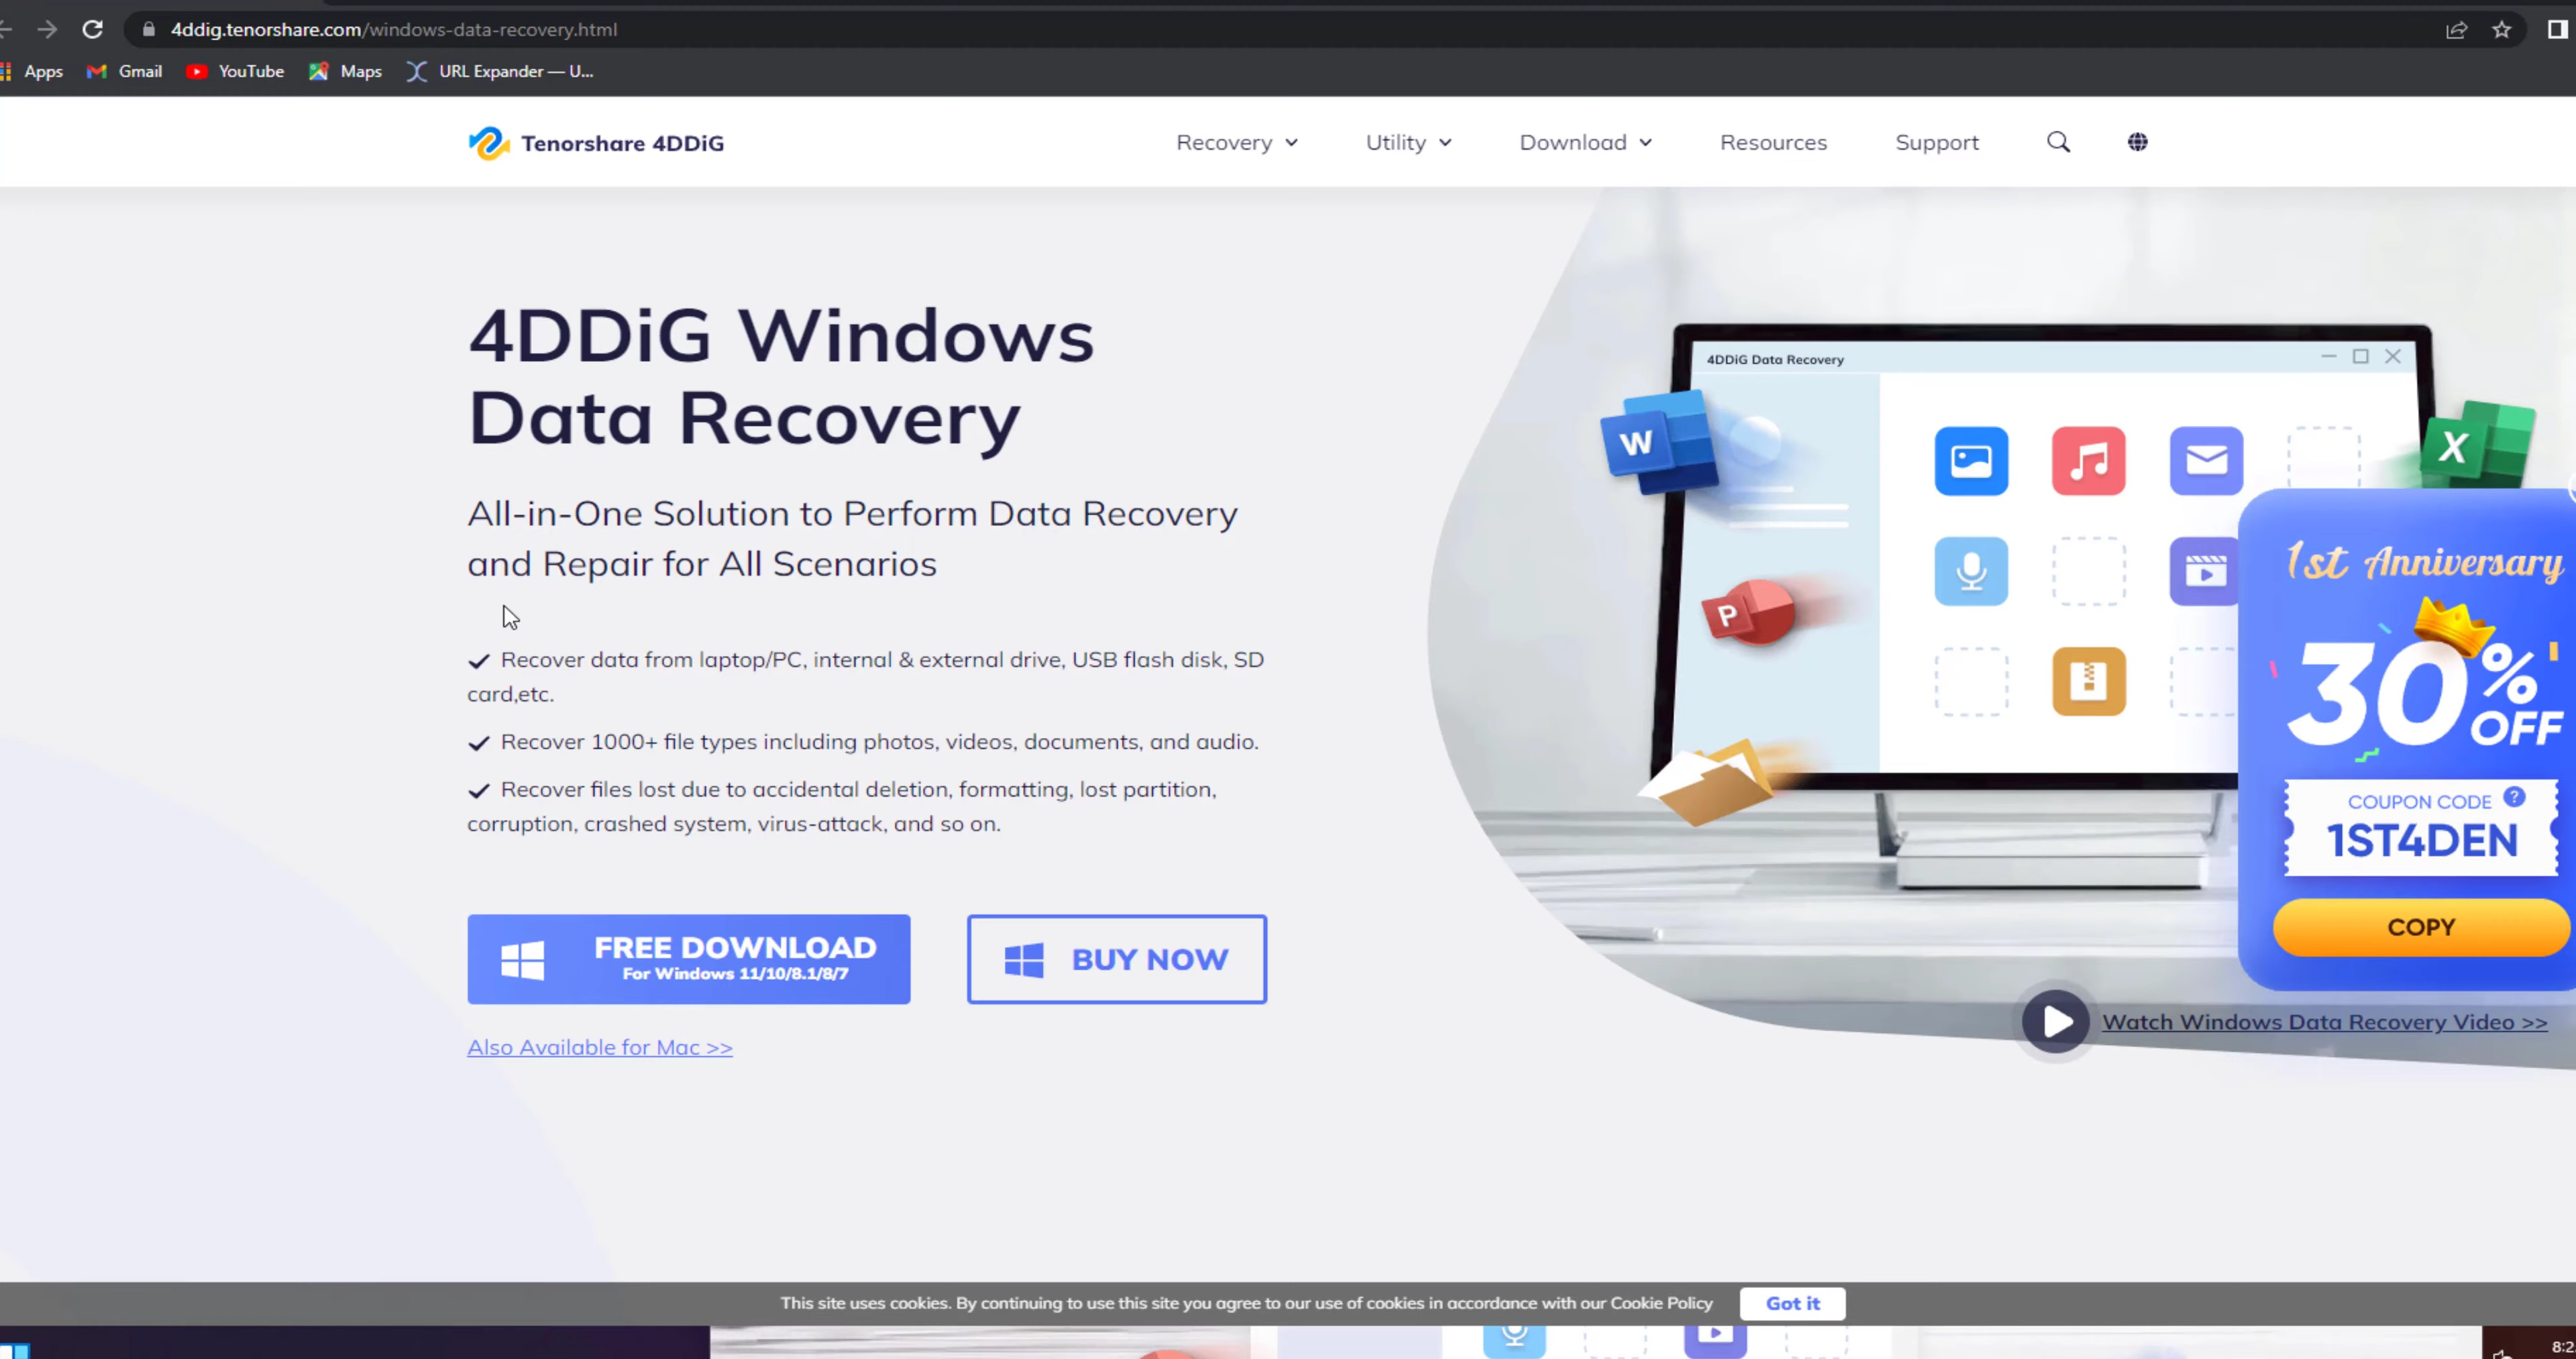 4ddig.tenorshare.com/windows-data-recovery.html
Apps Gmail YouTube Maps URL Expander — U...
Tenorshare 4DDiG Recovery Utility Download Resources Support
4DDiG Windows
Data Recovery
All-in-One Solution to Perform Data Recovery
and Repair for All Scenarios
Recover data from laptop/PC, internal & external drive, USB flash disk, SD
card,etc.
Recover 1000+ file types including photos, videos, documents, and audio.
Recover files lost due to accidental deletion, formatting, lost partition,
corruption, crashed system, virus-attack, and so on.
FREE DOWNLOAD
For Windows 11/10/8.1/8/7
BUY NOW
Also Available for Mac >>
4DDiG Data Recovery
W
X
P
1st Anniversary
30%
OFF
COUPON CODE ?
1ST4DEN
COPY
Watch Windows Data Recovery Video >>
This site uses cookies. By continuing to use this site you agree to our use of cookies in accordance with our Cookie Policy Got it